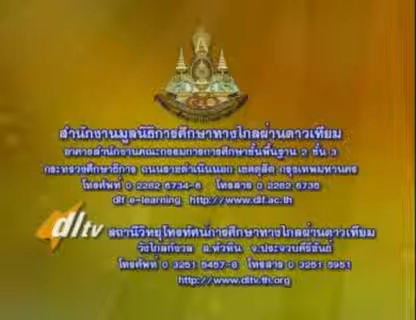 สำนักงานมูลนิธิการศึกษาทางไกลผ่านดาวเทียม
อาคารสำนักงานคณะกรรมการการศึกษาขั้นพื้นฐาน 2 ชั้น 3
กระทรวงศึกษาธิการ ถนนราชดำเนินนอก เขตดุสิต กรุงเทพมหานคร
โทรศัพท์ 0 2282 6734-6 โทรสาร 0 2282 6735
dlf e-learning http://www.dlf.ac.th
dltv สถานีวิทยุโทรทัศน์การศึกษาทางไกลผ่านดาวเทียม
วังไกลกังวล อ.หัวหิน จ.ประจวบคีรีขันธ์
โทรศัพท์ 0 3251 5457-8 โทรสาร 0 3251 5951
http://www.dltv.th.org